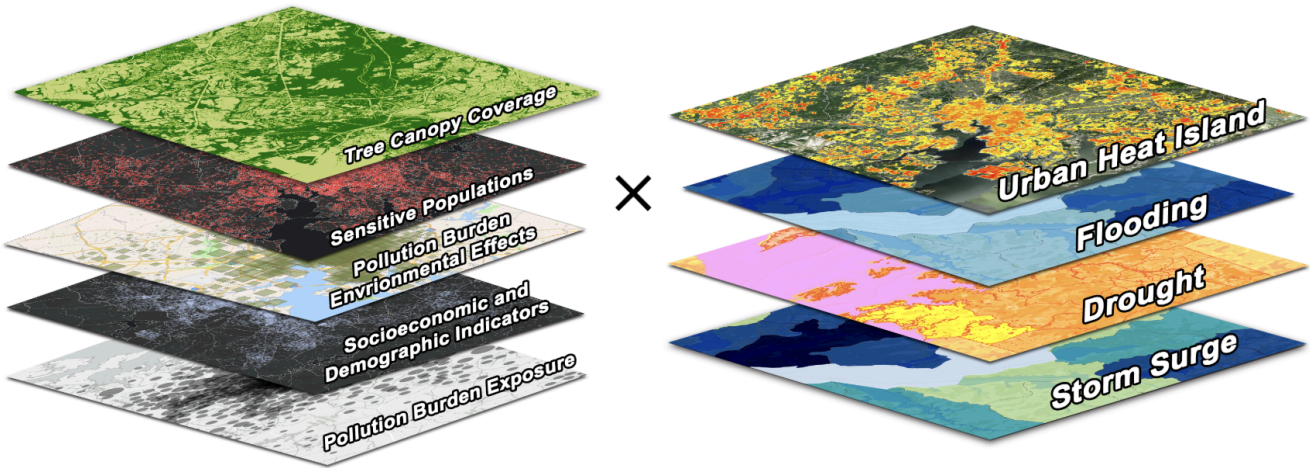 Tree Canopy Coverage
Sensitive Populations
Pollution Burden
Envrionmental Effects
Socioeconomic and
Demographic Indicators
Pollution Burden Exposure
×
Urban Heat Island
Flooding
Drought
Storm Surge